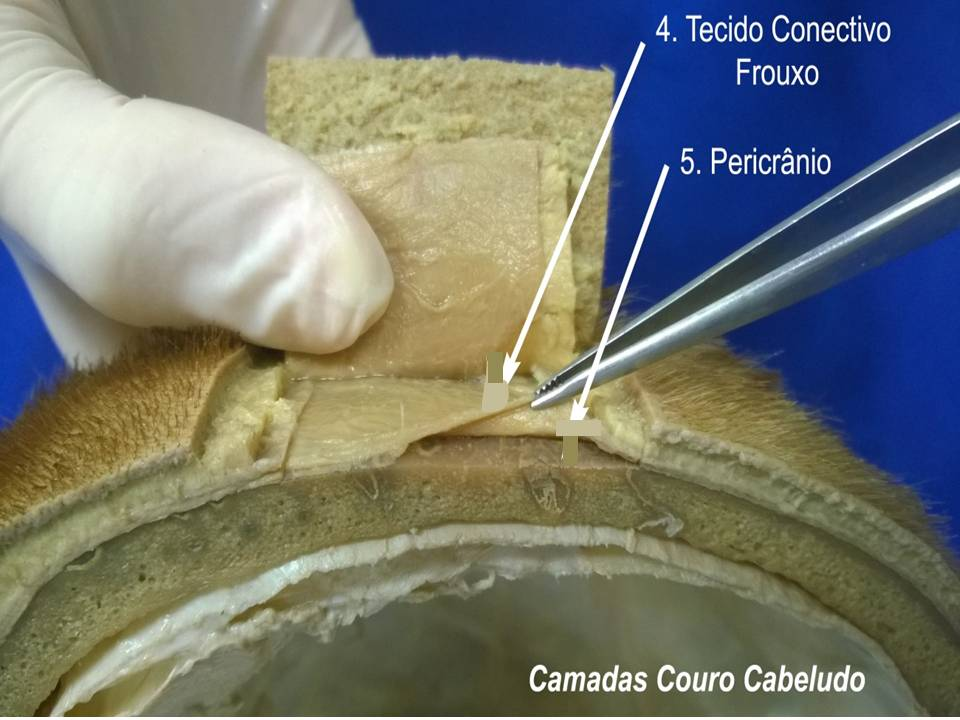 4. Tecido Conectivo
Frouxo
5. Pericrânio
Camadas Couro Cabeludo